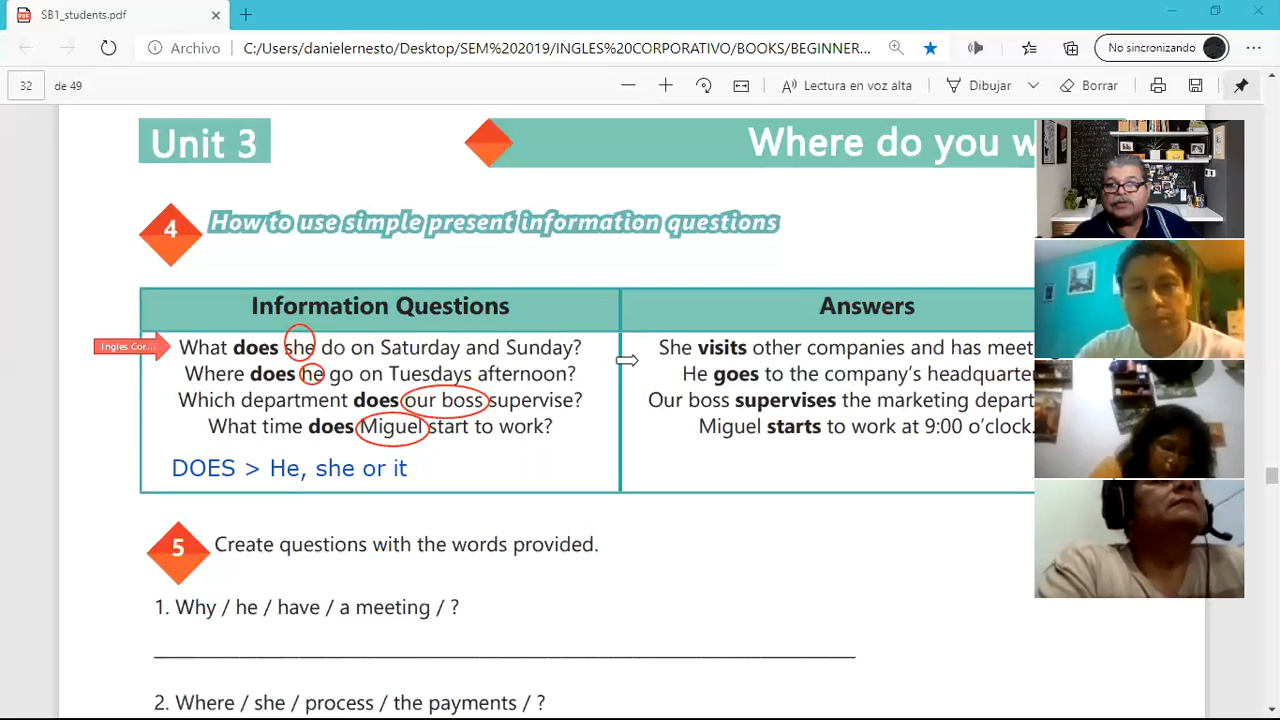 SB1_students.pdf
Archivo C:/Users/danielernesto/Desktop/SEM%202019/INGLES%20CORPORATIVO/BOOKS/BEGINNER... No sincronizando
32 de 49 Lectura en voz alta Dibujar Borrar
Unit 3 Where do you w
4 How to use simple present information questions
Information Questions Answers
Ingles Cor... What does she do on Saturday and Sunday? She visits other companies and has meet
Where does he go on Tuesdays afternoon? He goes to the company's headquarter
Which department does our boss supervise? Our boss supervises the marketing depart
What time does Miguel start to work? Miguel starts to work at 9:00 o'clock.
DOES > He, she or it
5 Create questions with the words provided.
1. Why / he / have / a meeting / ?
2. Where / she / process / the payments / ?